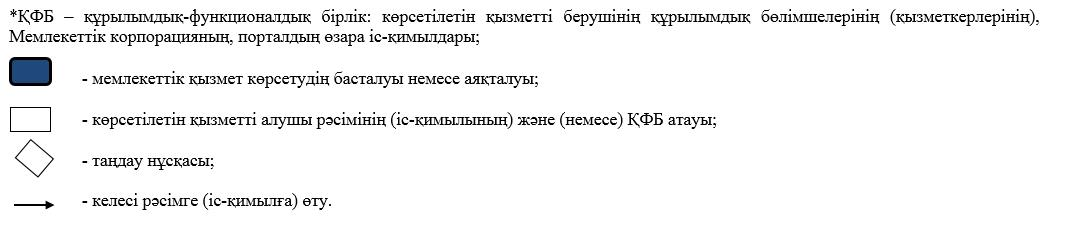 *ҚФБ – құрылымдық-функционалдық бірлік: көрсетілетін қызметті берушінің құрылымдық бөлімшелерінің (қызметкерлерінің),
Мемлекеттік корпорацияның, порталдың өзара іс-қимылдары;
- мемлекеттік қызмет көрсетудің басталуы немесе аяқталуы;
- көрсетілетін қызметті алушы рәсімінің (іс-қимылының) және (немесе) ҚФБ атауы;
- таңдау нұсқасы;
- келесі рәсімге (іс-қимылға) өту.